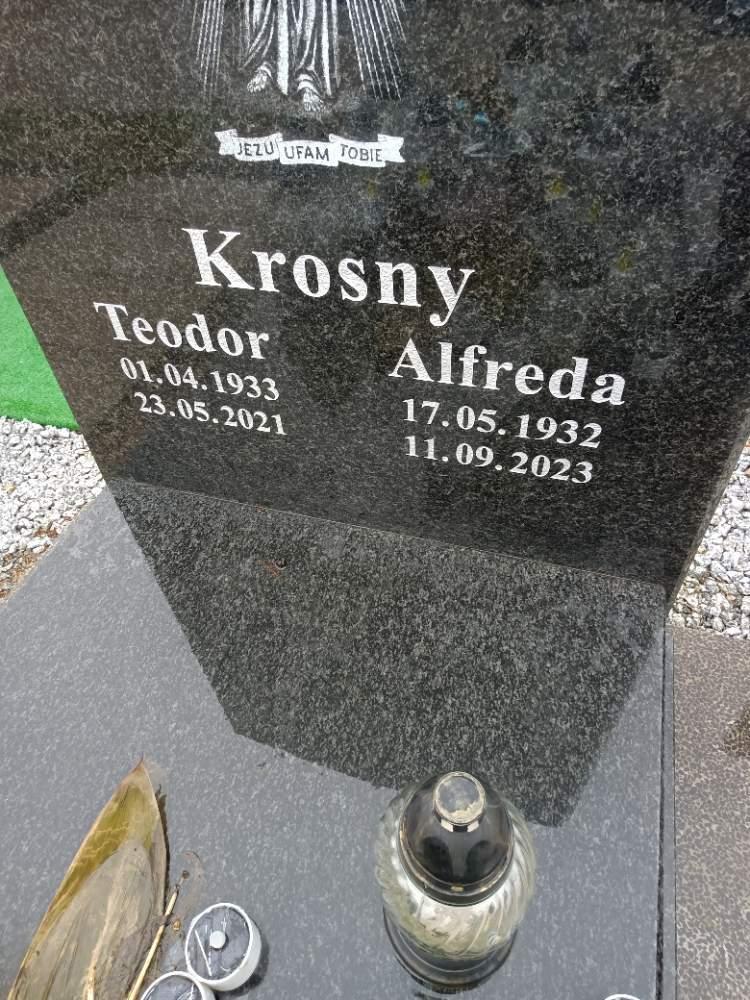 JEZU UFAM TOBIE
Krosny
Teodor
01.04.1933
23.05.2021
Alfreda
17.05.1932
11.09.2023